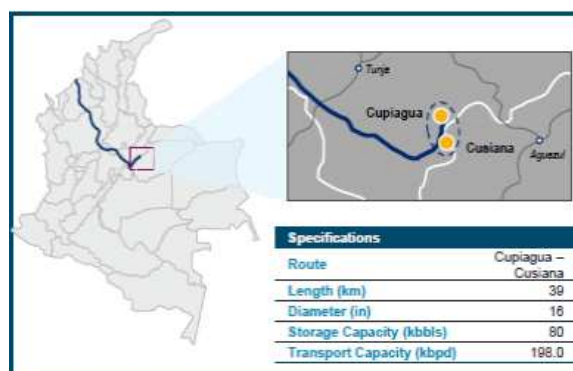 Tunja
Cupiagua
Cusiana
Aguazul
Specifications
Route Cupiagua –
Cusiana
Length (km) 39
Diameter (in) 16
Storage Capacity (kbbls) 80
Transport Capacity (kbpd) 198.0